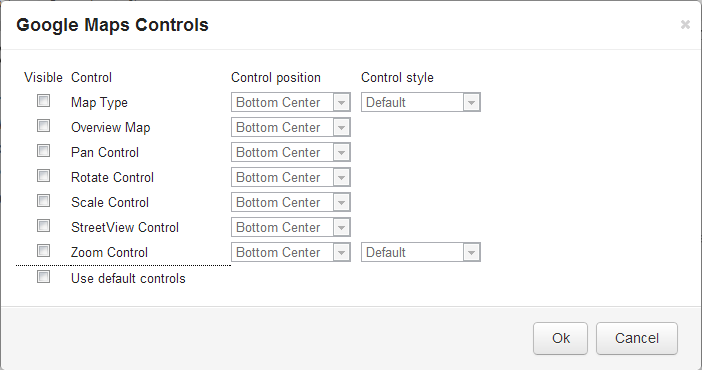 Google Maps Controls ×
Visible Control Control position Control style
Map Type Bottom Center Default
Overview Map Bottom Center
Pan Control Bottom Center
Rotate Control Bottom Center
Scale Control Bottom Center
StreetView Control Bottom Center
Zoom Control Bottom Center Default
Use default controls
Ok Cancel